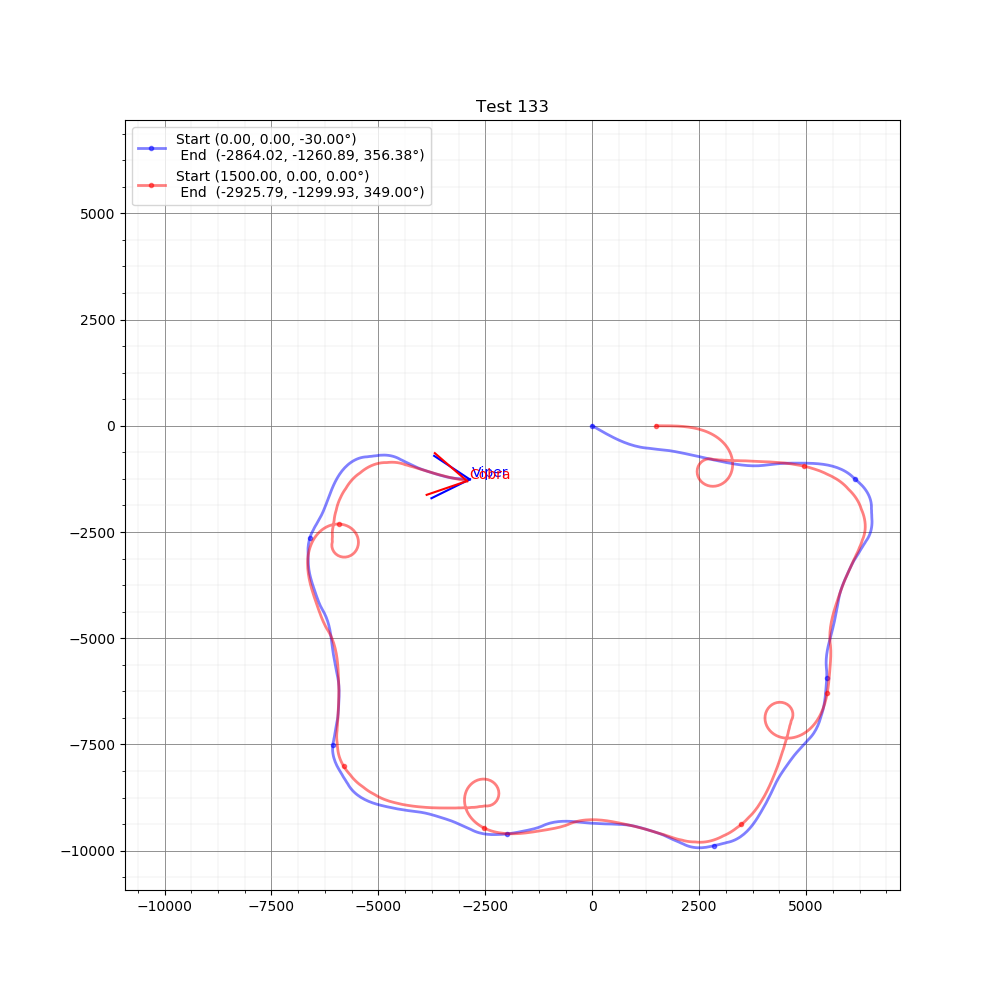 Test 133
Start (0.00, 0.00, -30.00°)
End (-2864.02, -1260.89, 356.38°)
Start (1500.00, 0.00, 0.00°)
End (-2925.79, -1299.93, 349.00°)
5000
2500
0
Viper
Cobra
−2500
−5000
−7500
−10000
−10000 −7500 −5000 −2500 0 2500 5000